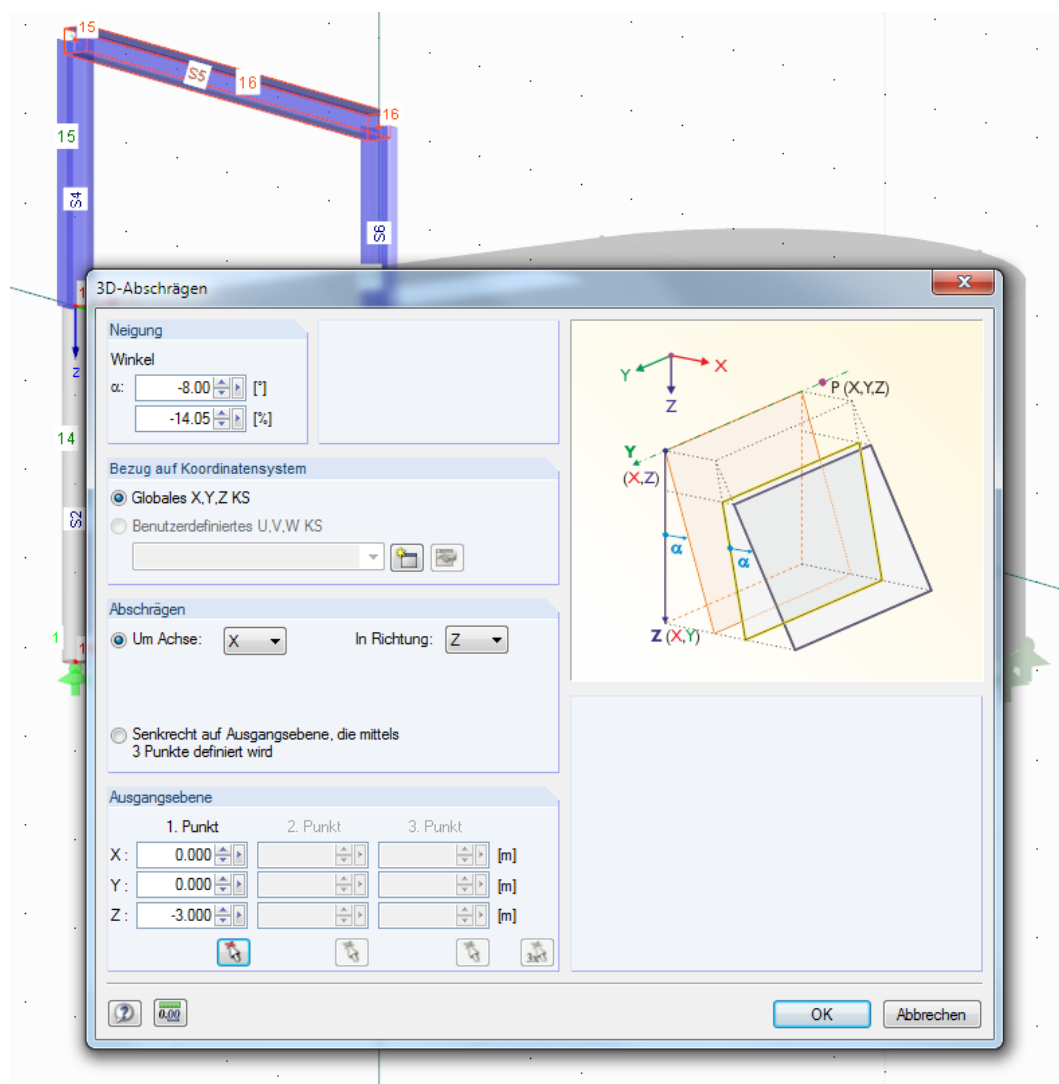 15
S5
16
16
15
S4
S6
3D-Abschrägen
Neigung
Winkel
α: -8.00 [°]
-14.05 [%]
Y X
P (X,Y,Z)
Z
z
14
Bezug auf Koordinatensystem
Y
(X,Z)
Globales X,Y,Z KS
Benutzerdefiniertes U,V,W KS
S2
α
α
Abschrägen
Um Achse: X In Richtung: Z
1
1
Z (X,Y)
Senkrecht auf Ausgangsebene, die mittels
3 Punkte definiert wird
Ausgangsebene
1. Punkt 2. Punkt 3. Punkt
X: 0.000 [m]
Y: 0.000 [m]
Z: -3.000 [m]
3x
0.00
OK Abbrechen